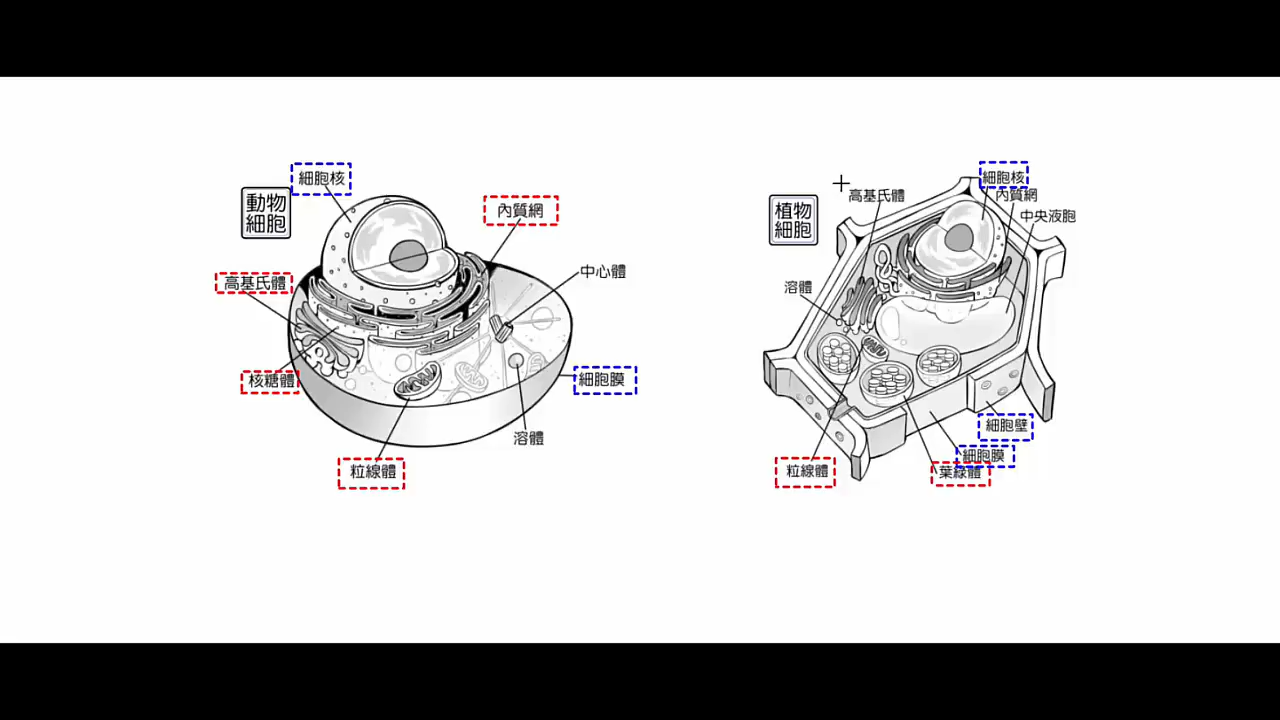 細胞核
動物
細胞
內質網
中心體
高基氏體
核糖體
細胞膜
溶體
粒線體
細胞核
高基氏體
內質網
植物
細胞
中央液胞
溶體
細胞壁
細胞膜
粒線體
葉綠體